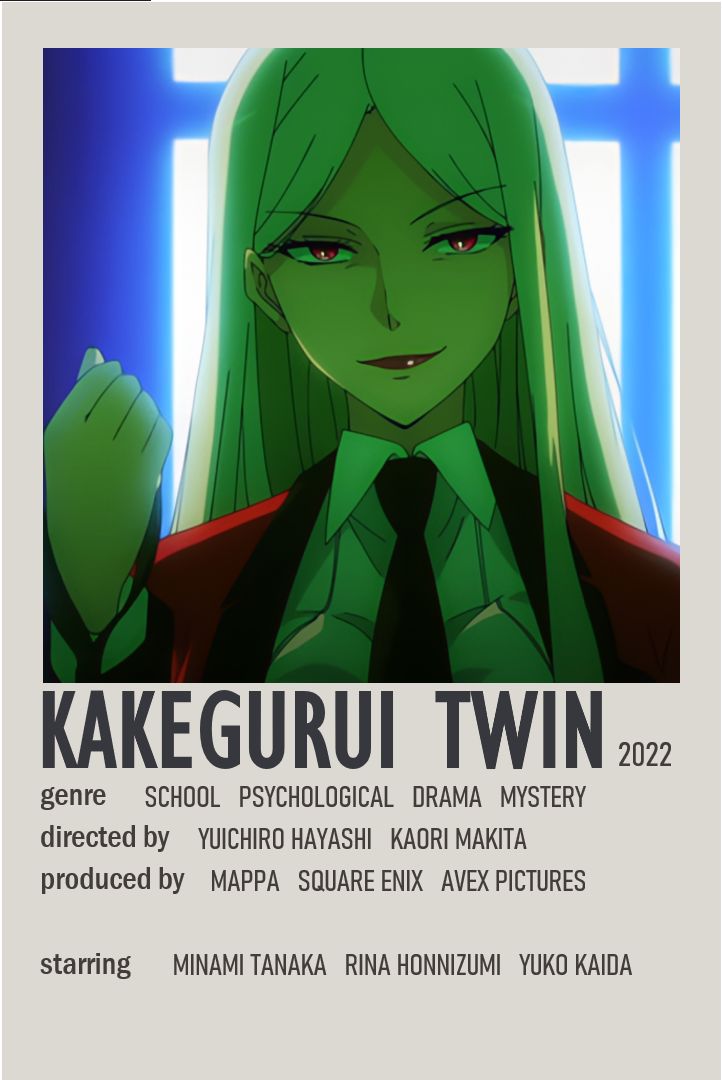 KAKEGURUI TWIN 2022
genre SCHOOL PSYCHOLOGICAL DRAMA MYSTERY
directed by YUICHIRO HAYASHI KAORI MAKITA
produced by MAPPA SQUARE ENIX AVEX PICTURES
starring MINAMI TANAKA RINA HONNIZUMI YUKO KAIDA